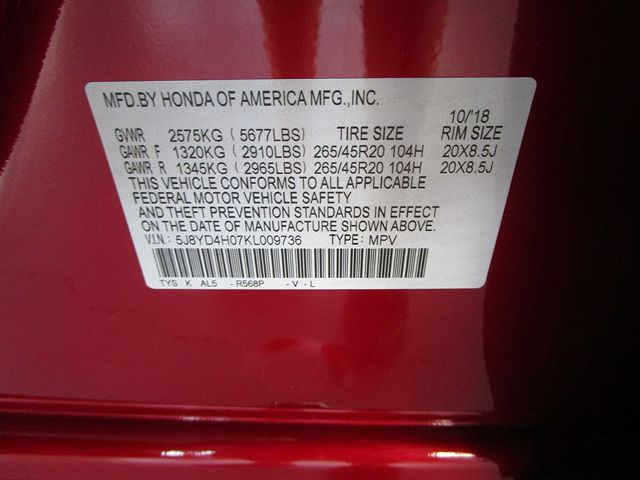 MFD.BY HONDA OF AMERICA MFG.,INC.
10/'18
GVWR 2575KG ( 5677LBS) TIRE SIZE RIM SIZE
GAWR F 1320KG ( 2910LBS) 265/45R20 104H 20X8.5J
GAWR R 1345KG ( 2965LBS) 265/45R20 104H 20X8.5J
THIS VEHICLE CONFORMS TO ALL APPLICABLE
FEDERAL MOTOR VEHICLE SAFETY
AND THEFT PREVENTION STANDARDS IN EFFECT
ON THE DATE OF MANUFACTURE SHOWN ABOVE.
V.I.N.: 5J8YD4H07KL009736 TYPE: MPV
TYS K AL5 - R568P - V - L